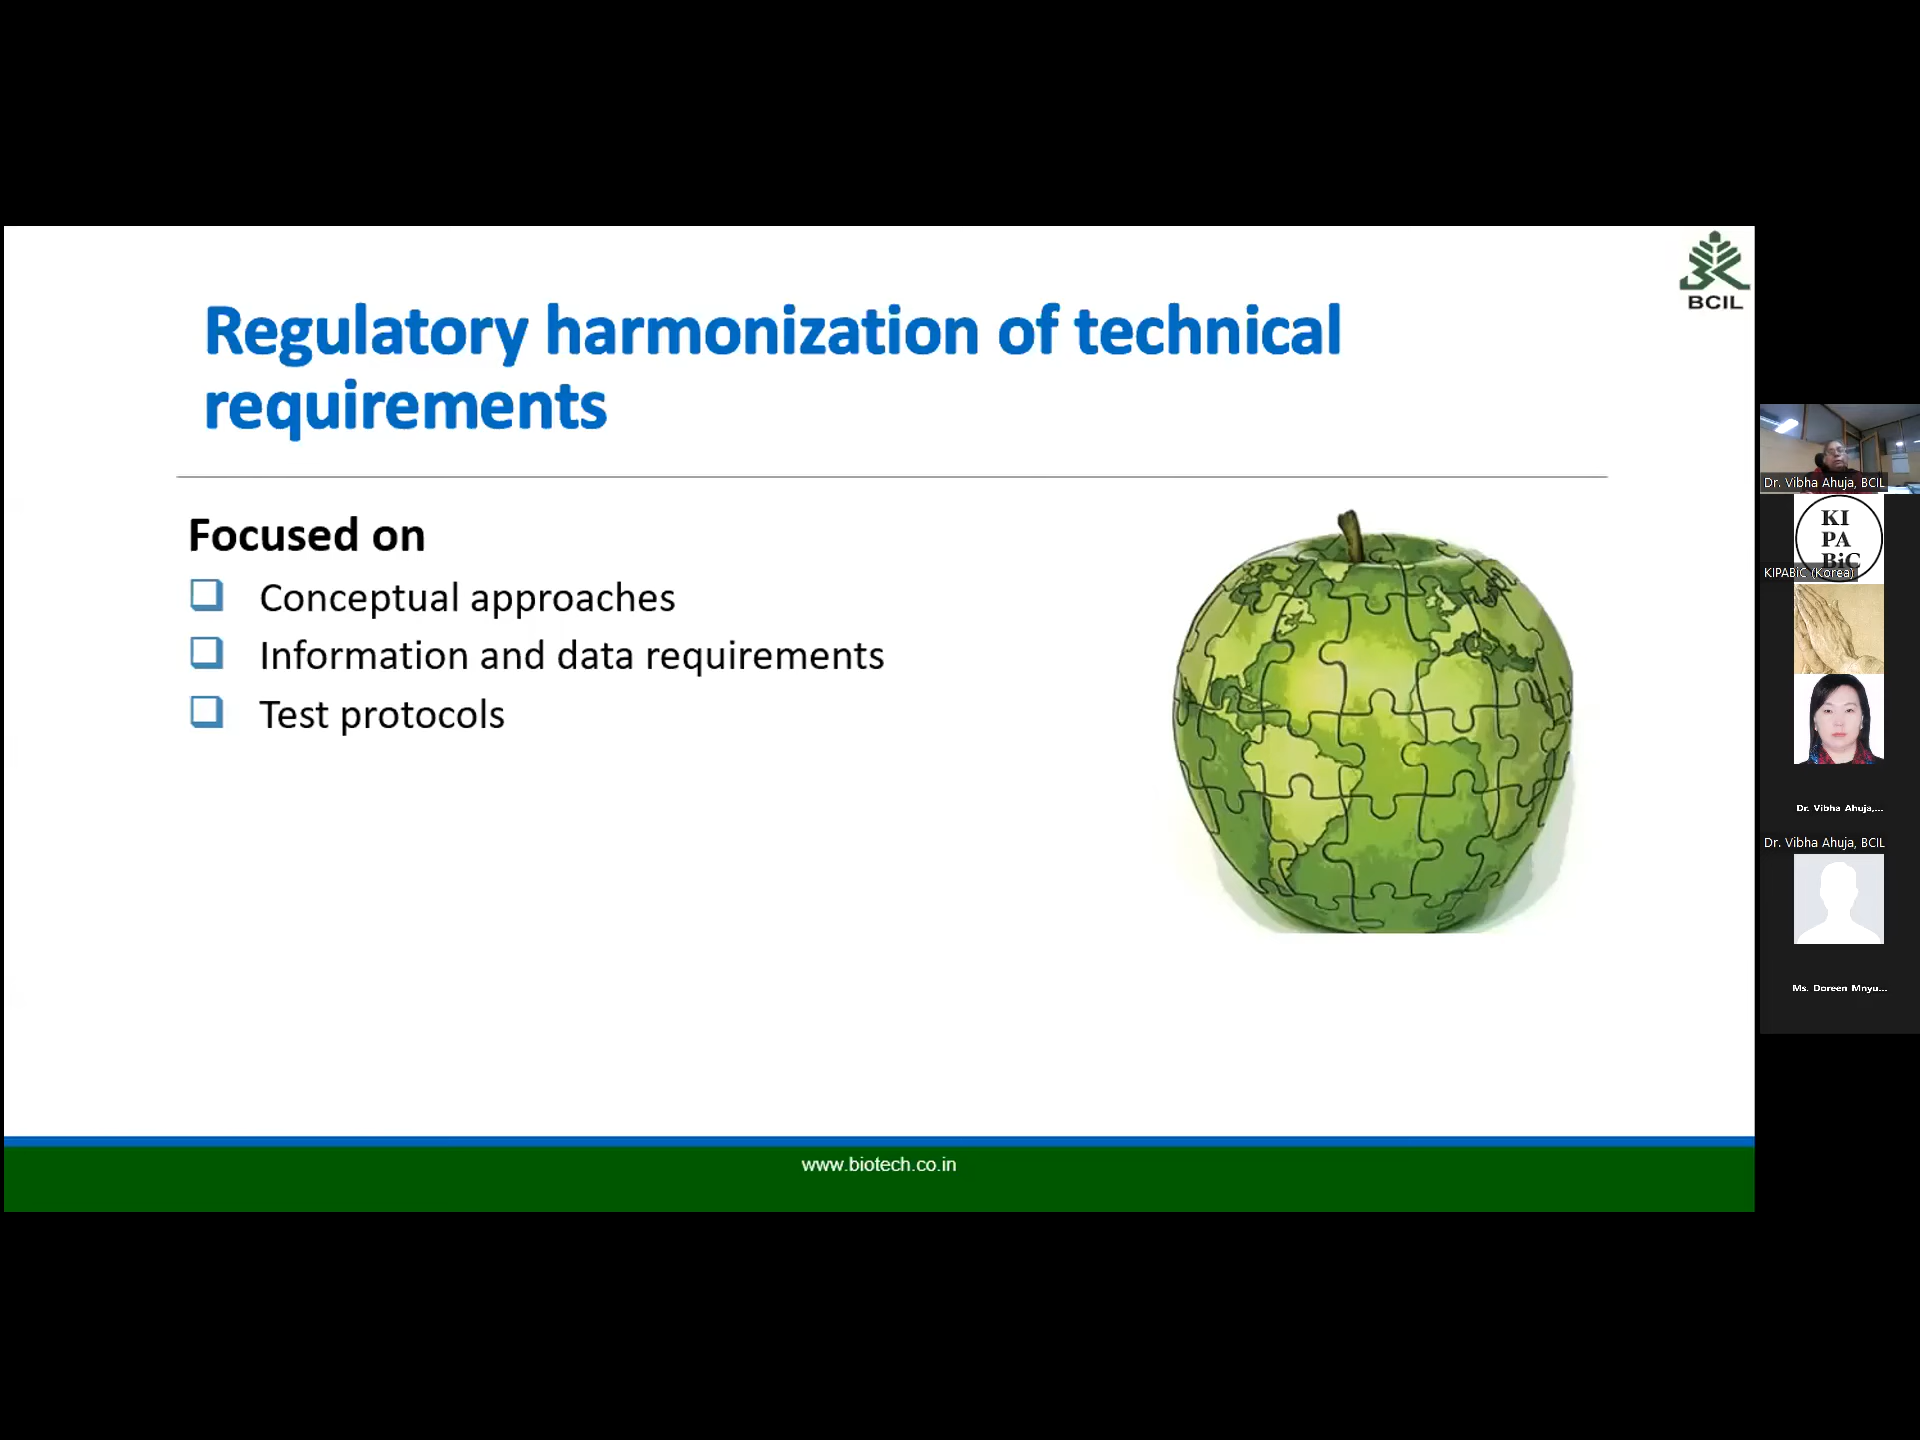 BCIL
Regulatory harmonization of technical
requirements
Focused on
Conceptual approaches
Information and data requirements
Test protocols
www.biotech.co.in
Dr. Vibha Ahuja, BCIL
KI
PA
BiC
KIPABiC (Korea)
Dr. Vibha Ahuja,...
Dr. Vibha Ahuja, BCIL
Ms. Doreen Mnyu...